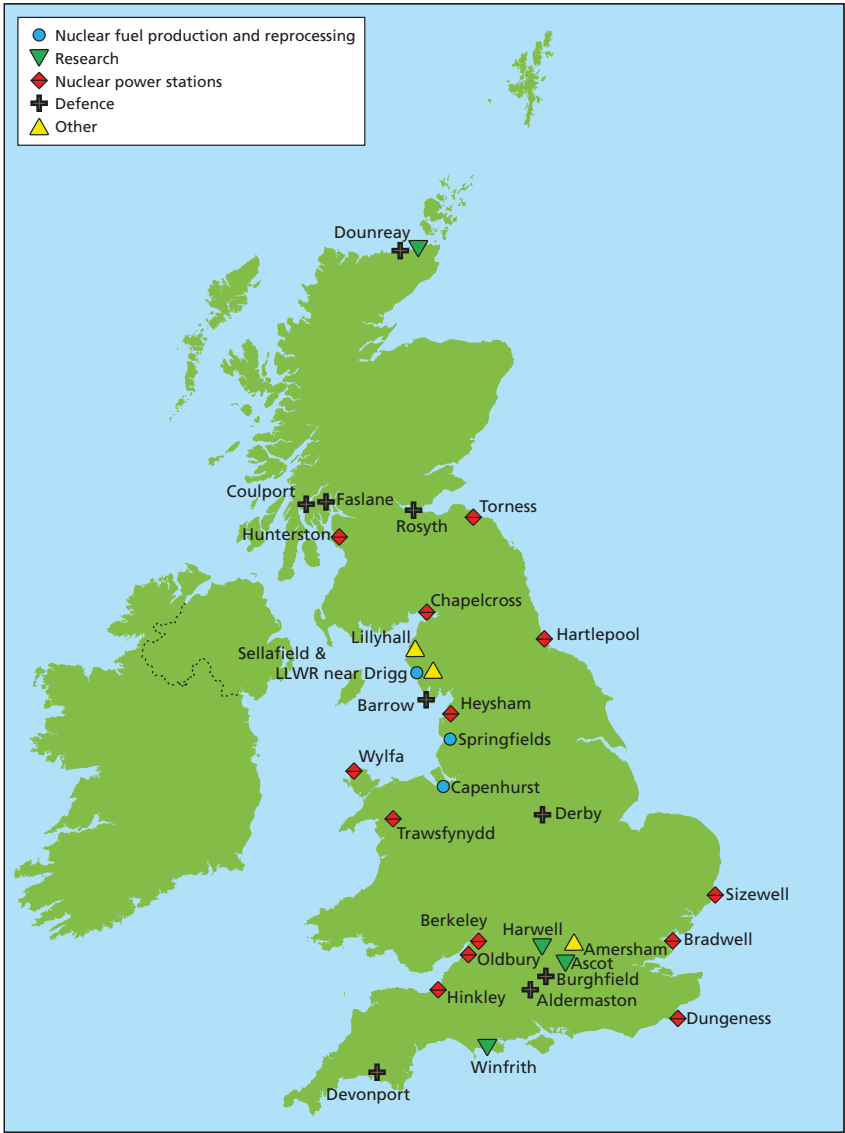 Nuclear fuel production and reprocessing
Research
Nuclear power stations
Defence
Other
Dounreay
Coulport
Faslane
Rosyth
Torness
Hunterston
Chapelcross
Lillyhall
Hartlepool
Sellafield &
LLWR near Drigg
Barrow
Heysham
Springfields
Wylfa
Capenhurst
Derby
Trawsfynydd
Sizewell
Berkeley
Harwell
Bradwell
Amersham
Oldbury
Ascot
Burghfield
Hinkley
Aldermaston
Dungeness
Winfrith
Devonport